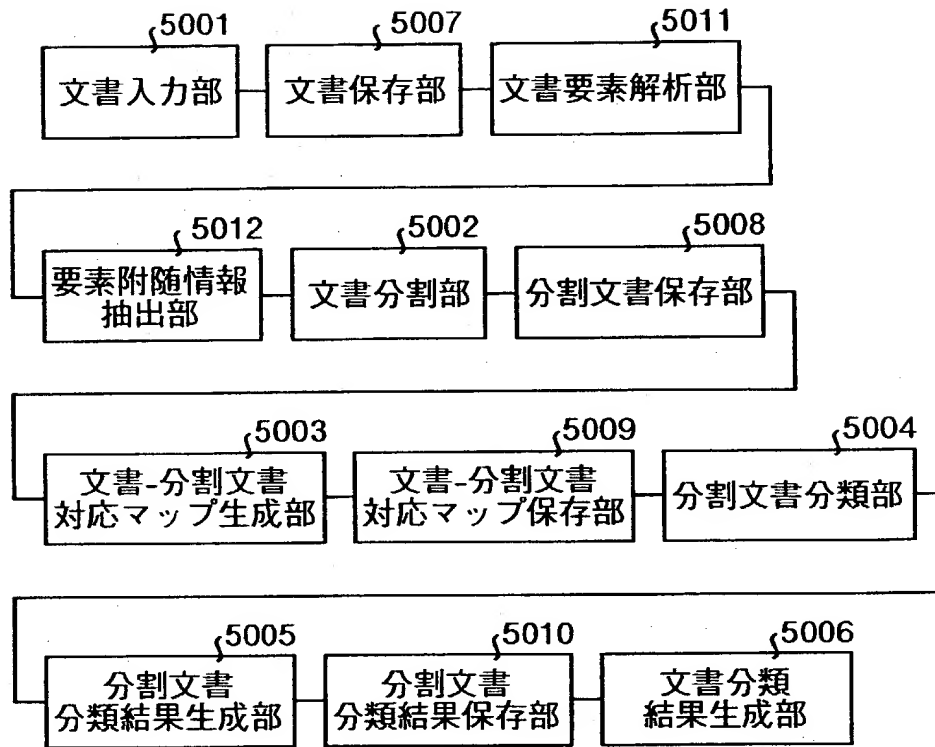 5001
文書入力部
5007
文書保存部
5011
文書要素解析部
5012
要素附随情報
抽出部
5002
文書分割部
5008
分割文書保存部
5003
文書-分割文書
対応マップ生成部
5009
文書-分割文書
対応マップ保存部
5004
分割文書分類部
5005
分割文書
分類結果生成部
5010
分割文書
分類結果保存部
5006
文書分類
結果生成部